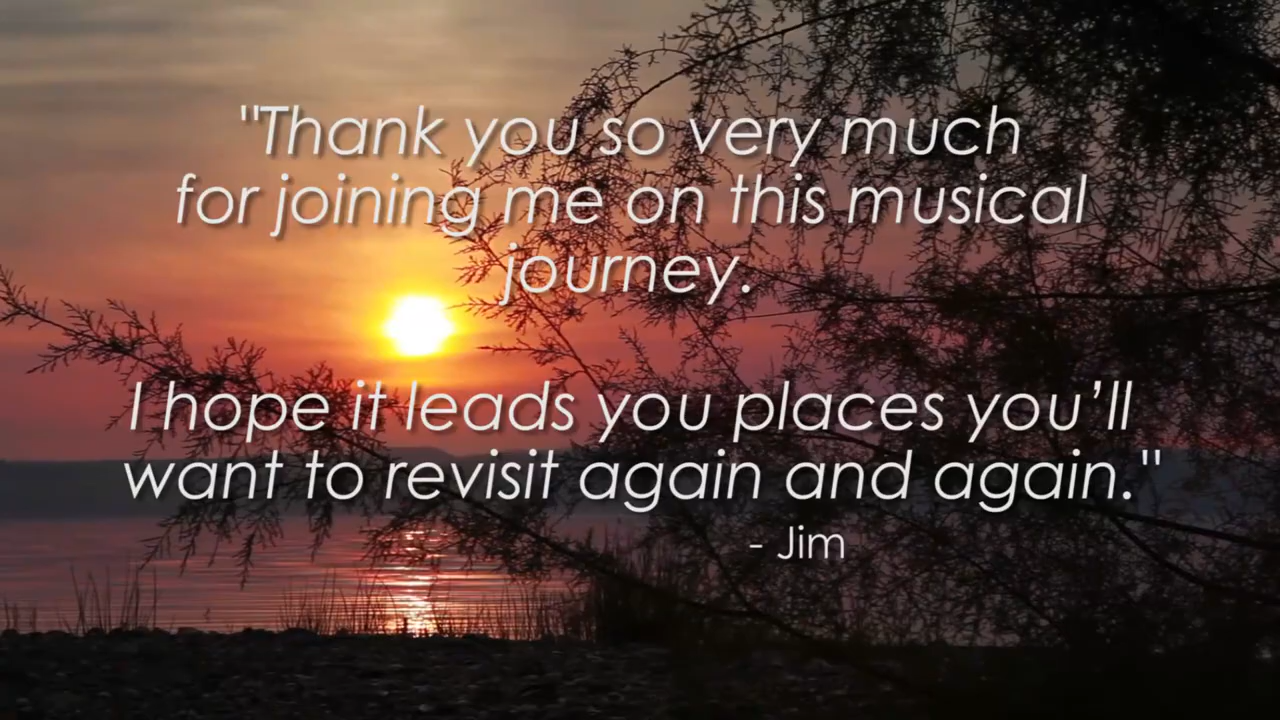 "Thank you so very much
for joining me on this musical
journey.
I hope it leads you places you’ll
want to revisit again and again."
- Jim